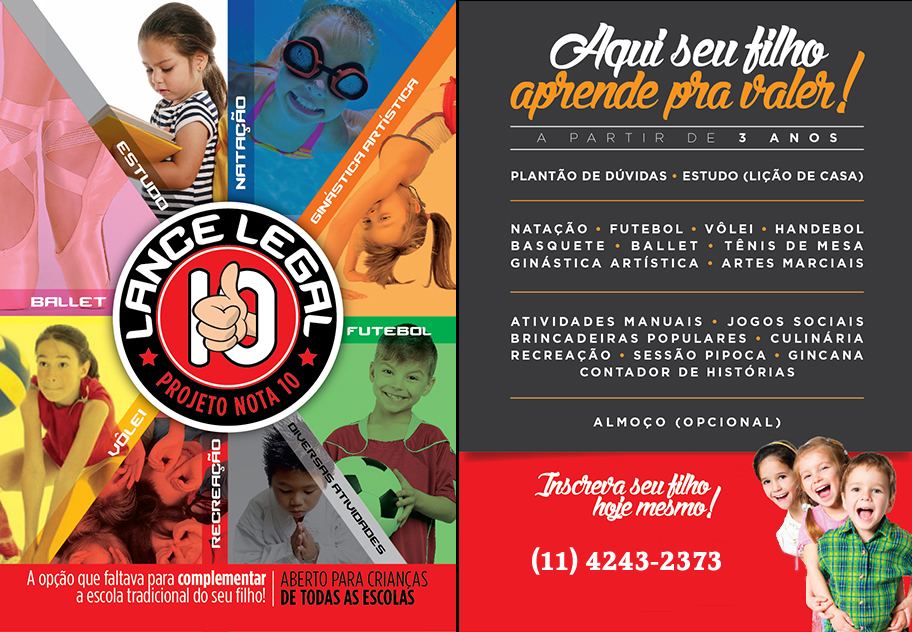 ESTUDO
NATAÇÃO
GINÁSTICA ARTÍSTICA
BALLET
LANCE LEGAL
10
PROJETO NOTA 10
FUTEBOL
VÔLEI
RECREAÇÃO
DIVERSAS ATIVIDADES
A opção que faltava para complementar
a escola tradicional do seu filho!
ABERTO PARA CRIANÇAS
DE TODAS AS ESCOLAS
Aqui seu filho
aprende pra valer!
A PARTIR DE 3 ANOS
PLANTÃO DE DÚVIDAS • ESTUDO (LIÇÃO DE CASA)
NATAÇÃO • FUTEBOL • VÔLEI • HANDEBOL
BASQUETE • BALLET • TÊNIS DE MESA
GINÁSTICA ARTÍSTICA • ARTES MARCIAIS
ATIVIDADES MANUAIS • JOGOS SOCIAIS
BRINCADEIRAS POPULARES • CULINÁRIA
RECREAÇÃO • SESSÃO PIPOCA • GINCANA
CONTADOR DE HISTÓRIAS
ALMOÇO (OPCIONAL)
Inscreva seu filho
hoje mesmo!
(11) 4243-2373